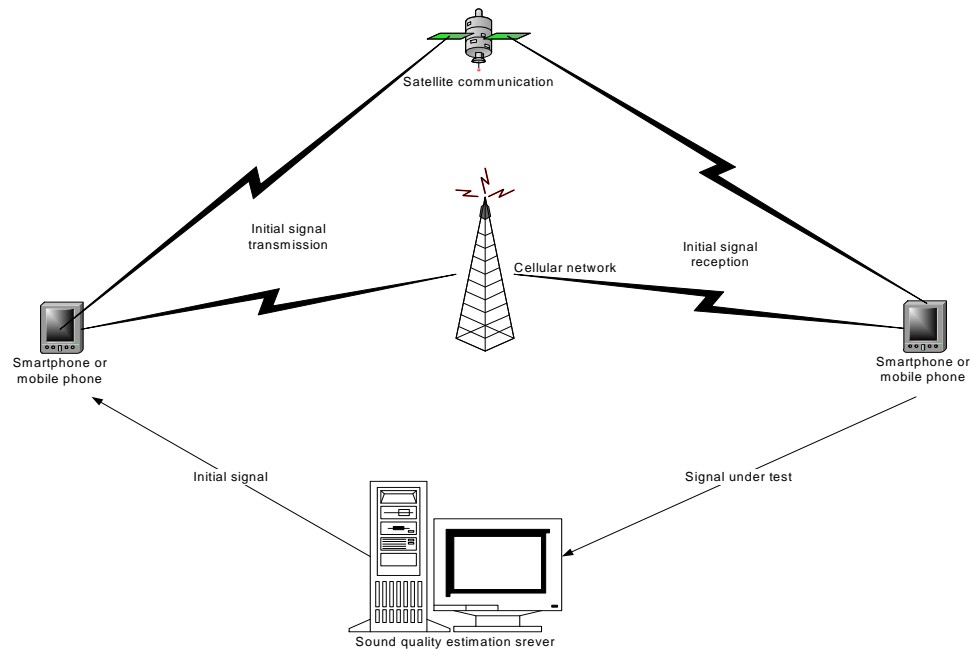 Satellite communication
Initial signal
transmission
Initial signal
reception
Cellular network
Smartphone or
mobile phone
Smartphone or
mobile phone
Initial signal
Signal under test
Sound quality estimation srever